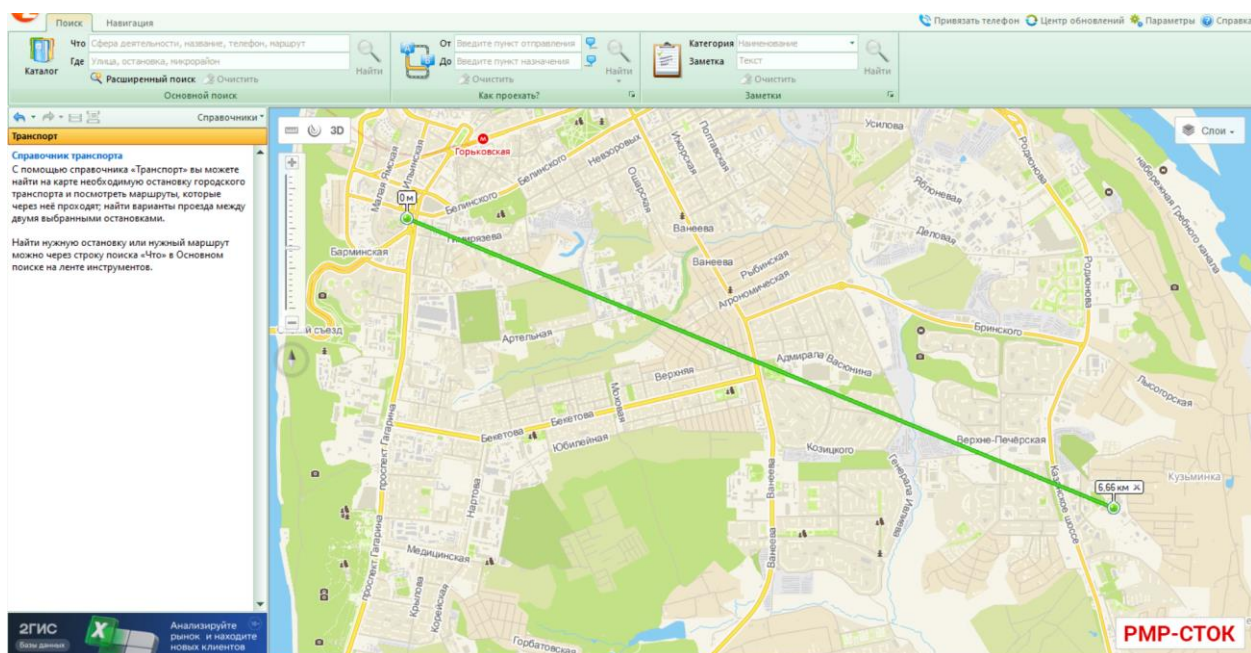 Поиск
Навигация
Привязать телефон
Центр обновлений
Параметры
Справка
Каталог
Что
Сфера деятельности, название, телефон, маршрут
Где
Улица, остановка, микрорайон
Расширенный поиск
Очистить
Найти
Основной поиск
От
Введите пункт отправления
До
Введите пункт назначения
Очистить
Найти
Как проехать?
Категория
Наименование
Заметка
Текст
Очистить
Найти
Заметки
Справочники
Транспорт
Справочник транспорта
С помощью справочника «Транспорт» вы можете
найти на карте необходимую остановку городского
транспорта и посмотреть маршруты, которые
через неё проходят; найти варианты проезда между
двумя выбранными остановками.
Найти нужную остановку или нужный маршрут
можно через строку поиска «Что» в Основном
поиске на ленте инструментов.
2ГИС
Базы данных
Анализируйте
рынок и находите
новых клиентов
3D
Слои
Горьковская
Малая Ямская
Ильинская
Белинского
Невзоровых
Ижорская
Полтавская
Ошарская
Усилова
Родионова
Яблоневая
Деловая
набережная Гребного канала
0 м
Белинского
Барминская
Ванеева
Ванеева
Рыбинская
Агрономическая
Родионова
съезд
Артельная
Бринского
Адмирала Васюнина
Верхняя
Моховая
Бекетова
Бекетова
Юбилейная
Лысогорская
проспект Гагарина
Козицкого
Верхне-Печёрская
Казанское шоссе
Кузьминка
6,66 км
Генерала Ивлиева
Ванеева
Ванеева
Нартова
Медицинская
проспект Гагарина
Крылова
Корейская
Горбатовская
РМР-СТОК